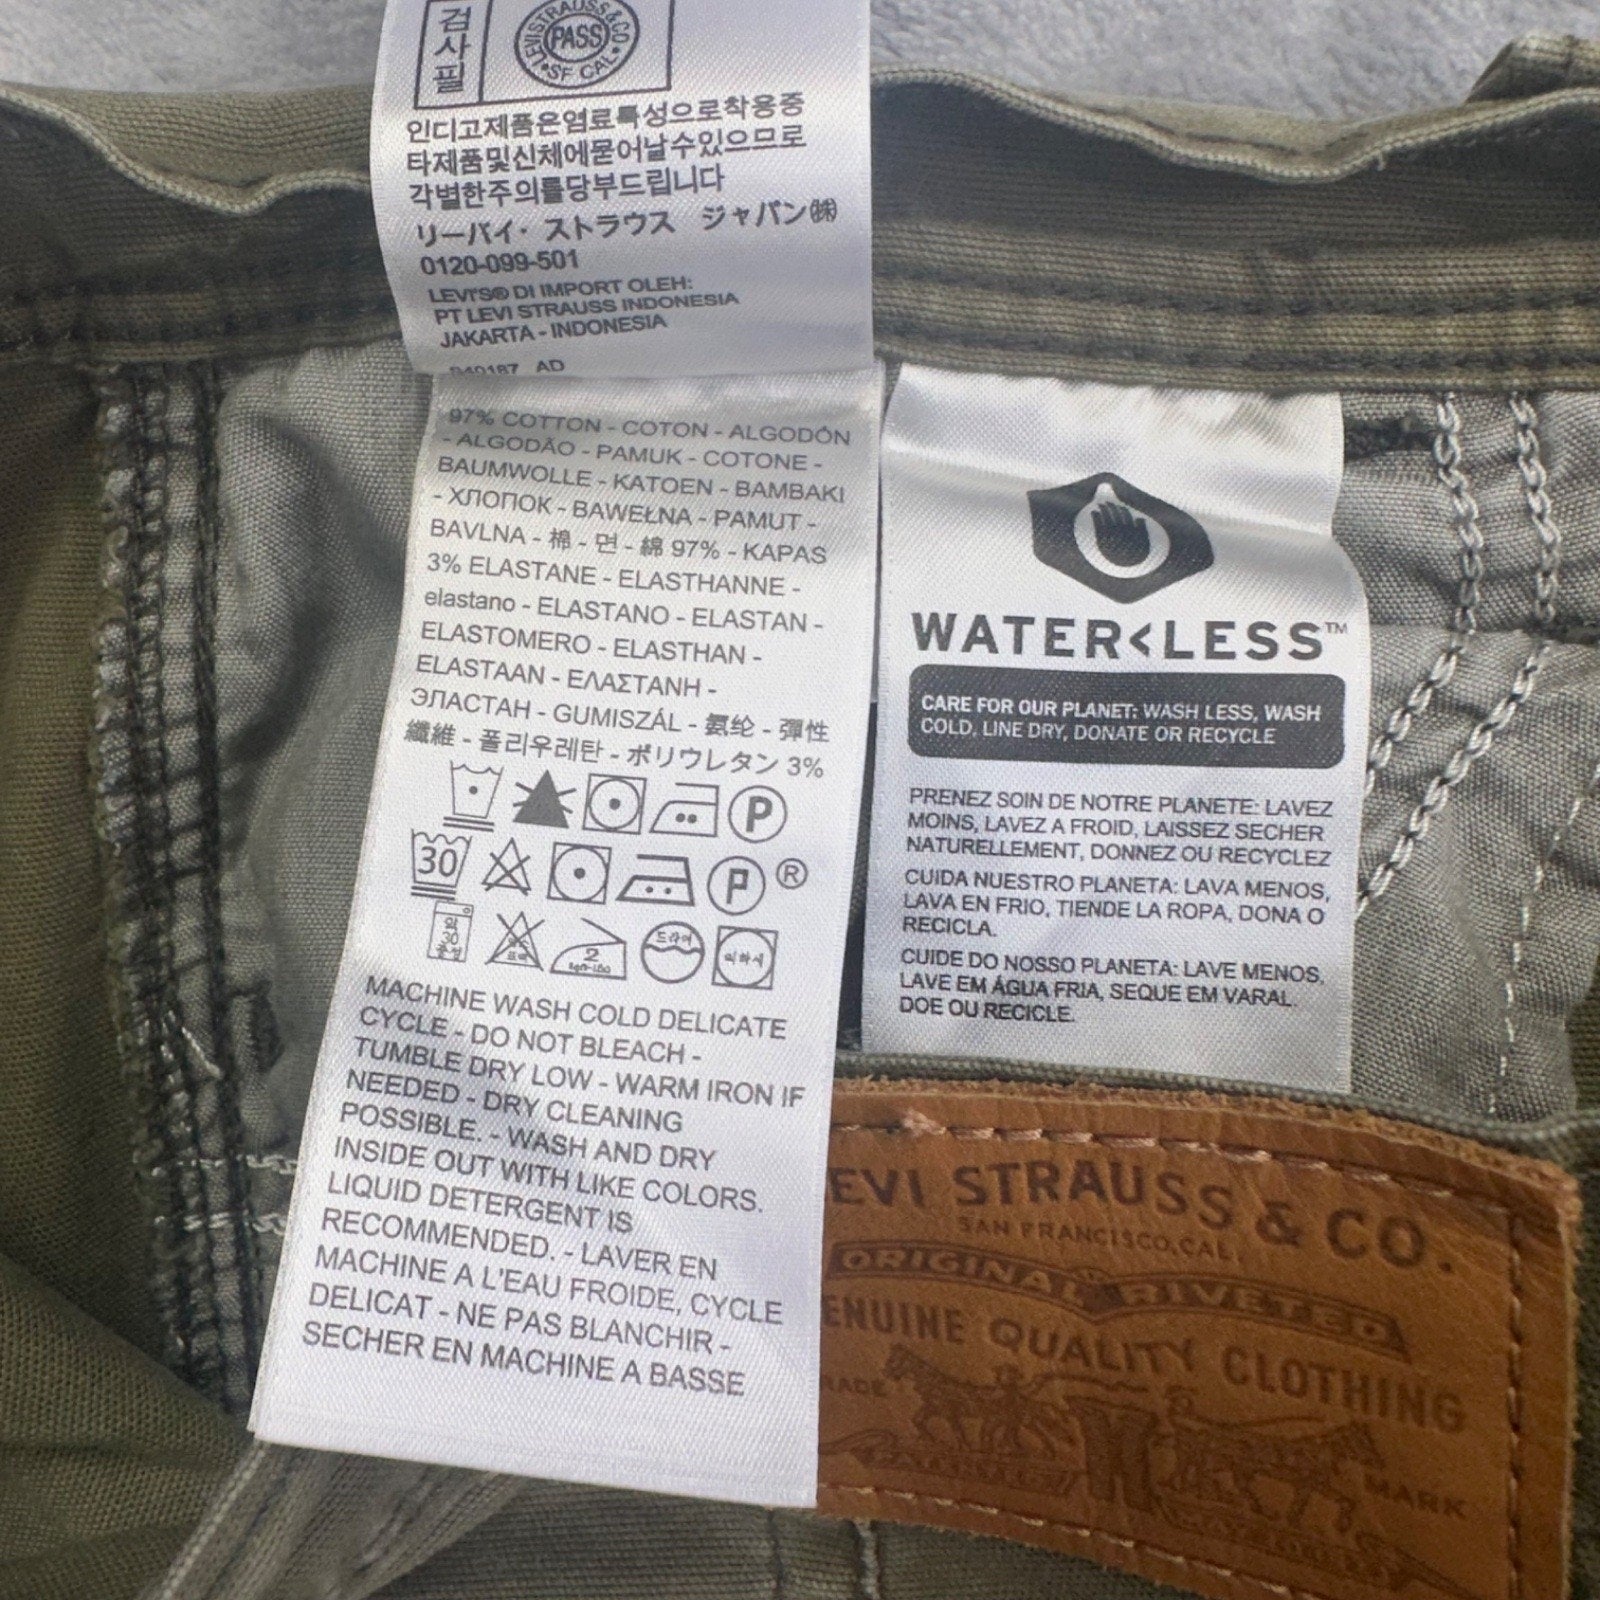 검사필
LEVI STRAUSS & CO
PASS
SF CAL
인디고제품은염료특성으로착용중
타제품및신체에묻어날수있으므로
각별한주의를당부드립니다
リーバイ・ストラウス ジャパン㈱
0120-099-501
LEVI'S® DI IMPORT OLEH:
PT LEVI STRAUSS INDONESIA
JAKARTA - INDONESIA
AD
97% COTTON - COTON - ALGODÓN
- ALGODÃO - PAMUK - COTONE -
BAUMWOLLE - KATOEN - BAMBAKI
- ХЛОПОК - BAWEŁNA - PAMUT -
BAVLNA - 棉 - 면 - 綿 97% - KAPAS
3% ELASTANE - ELASTHANNE -
elastano - ELASTANO - ELASTAN -
ELASTOMERO - ELASTHAN -
ELASTAAN - ΕΛΑΣΤΑΝΗ -
ЭЛАСТАН - GUMISZÁL - 氨纶 - 彈性
纖維 - 폴리우레탄 - ポリウレタン 3%
P
30 P ®
30 2
드라이
MACHINE WASH COLD DELICATE
CYCLE - DO NOT BLEACH -
TUMBLE DRY LOW - WARM IRON IF
NEEDED - DRY CLEANING
POSSIBLE. - WASH AND DRY
INSIDE OUT WITH LIKE COLORS.
LIQUID DETERGENT IS
RECOMMENDED. - LAVER EN
MACHINE A L'EAU FROIDE, CYCLE
DELICAT - NE PAS BLANCHIR -
SECHER EN MACHINE A BASSE
WATER<LESS™
CARE FOR OUR PLANET: WASH LESS, WASH
COLD, LINE DRY, DONATE OR RECYCLE
PRENEZ SOIN DE NOTRE PLANETE: LAVEZ
MOINS, LAVEZ A FROID, LAISSEZ SECHER
NATURELLEMENT, DONNEZ OU RECYCLEZ
CUIDA NUESTRO PLANETA: LAVA MENOS,
LAVA EN FRIO, TIENDE LA ROPA, DONA O
RECICLA.
CUIDE DO NOSSO PLANETA: LAVE MENOS,
LAVE EM ÁGUA FRIA, SEQUE EM VARAL.
DOE OU RECICLE.
EVI STRAUSS & CO.
SAN FRANCISCO, CAL.
ORIGINAL RIVETED
ENUINE QUALITY CLOTHING
RADE MARK